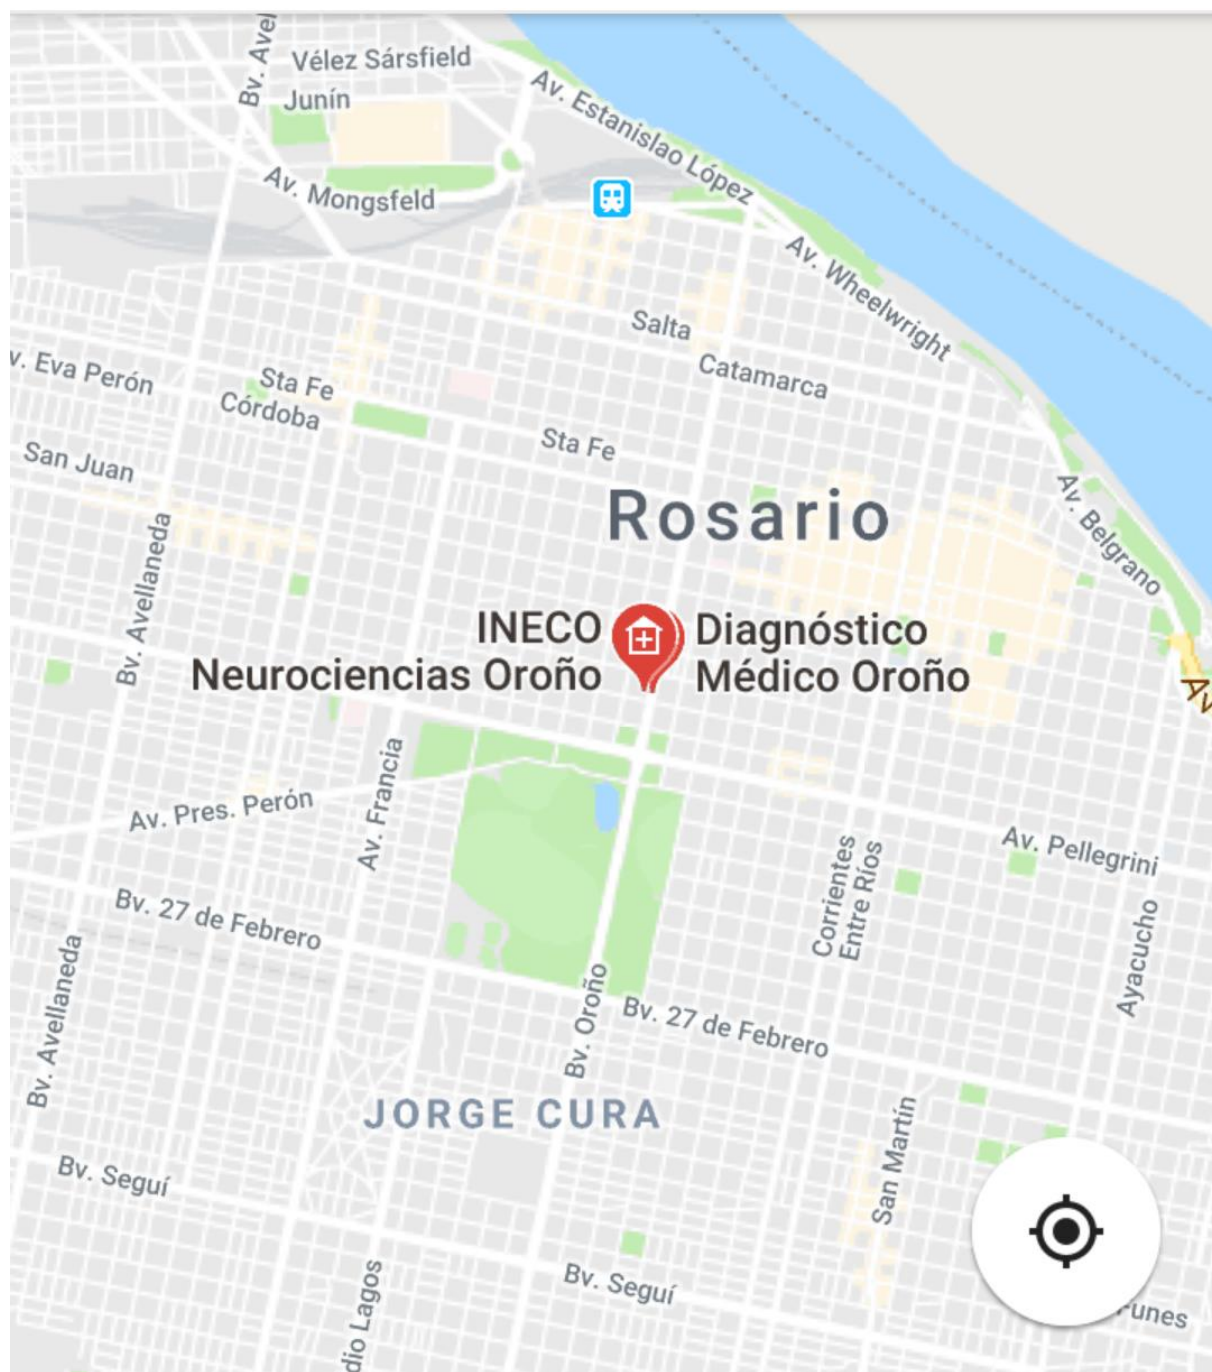 Bv. Avel
Vélez Sársfield
Junín
Av. Estanislao López
Av. Mongsfeld
Av. Wheelwright
Salta
Catamarca
v. Eva Perón
Sta Fe
Córdoba
Sta Fe
San Juan
Av. Belgrano
Rosario
Bv. Avellaneda
INECO
Neurociencias Oroño
Diagnóstico
Médico Oroño
Av
Av. Francia
Av. Pres. Perón
Av. Pellegrini
Corrientes
Entre Ríos
Bv. 27 de Febrero
Ayacucho
Bv. Avellaneda
Bv. Oroño
Bv. 27 de Febrero
JORGE CURA
San Martín
Bv. Seguí
Bv. Seguí
dio Lagos
Funes